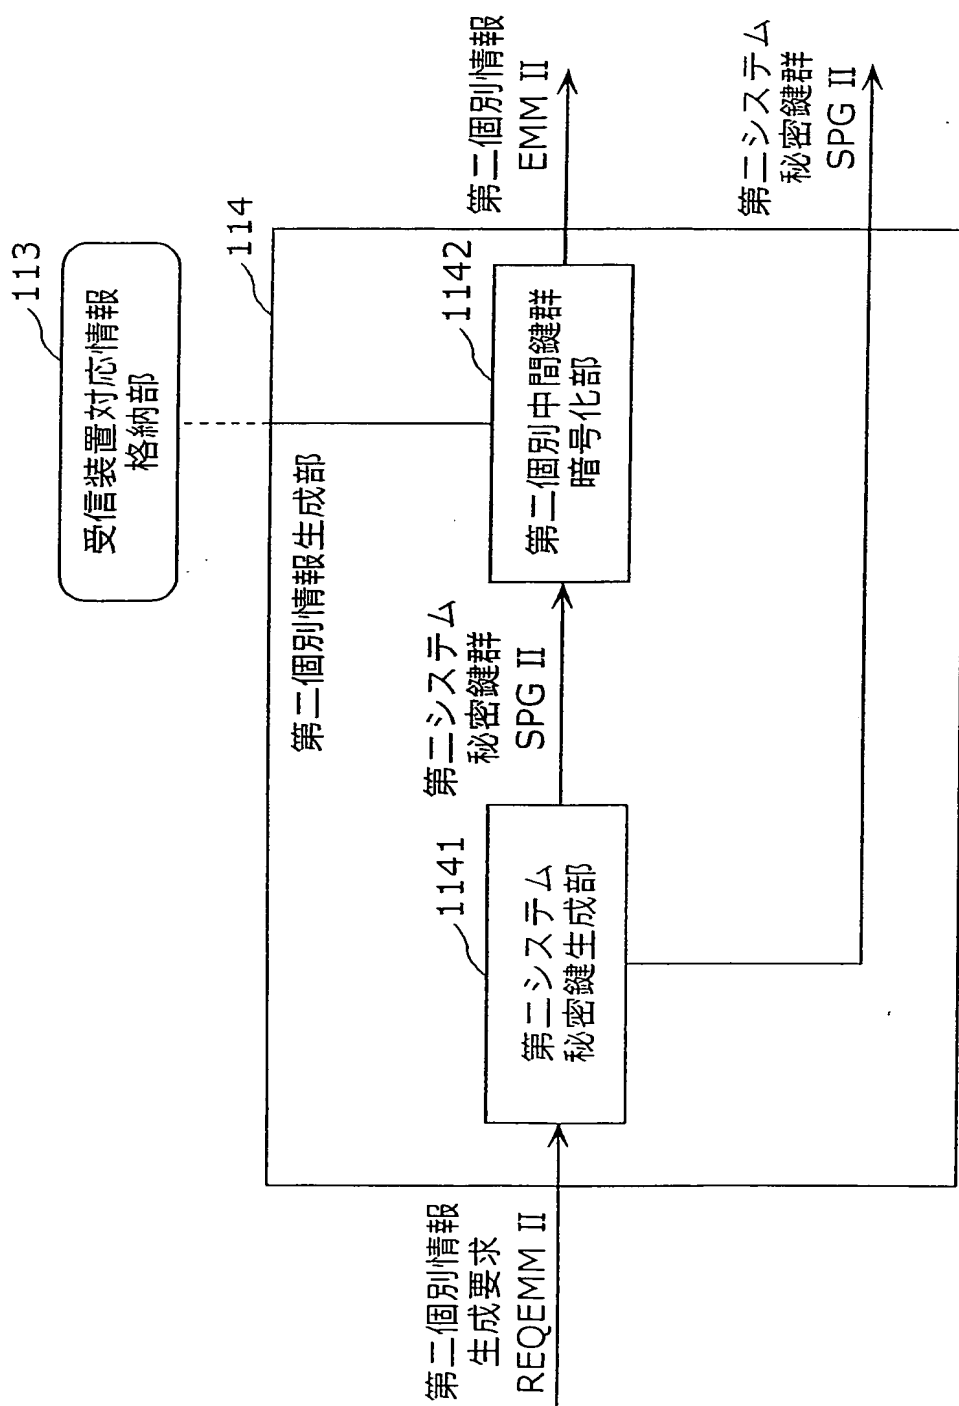 113
受信装置対応情報
格納部
114
第二個別情報生成部
第二個別情報
生成要求
REQEMM II
1141
第二システム
秘密鍵生成部
第二システム
秘密鍵群
SPG II
1142
第二個別中間鍵群
暗号化部
第二個別情報
EMM II
第二システム
秘密鍵群
SPG II